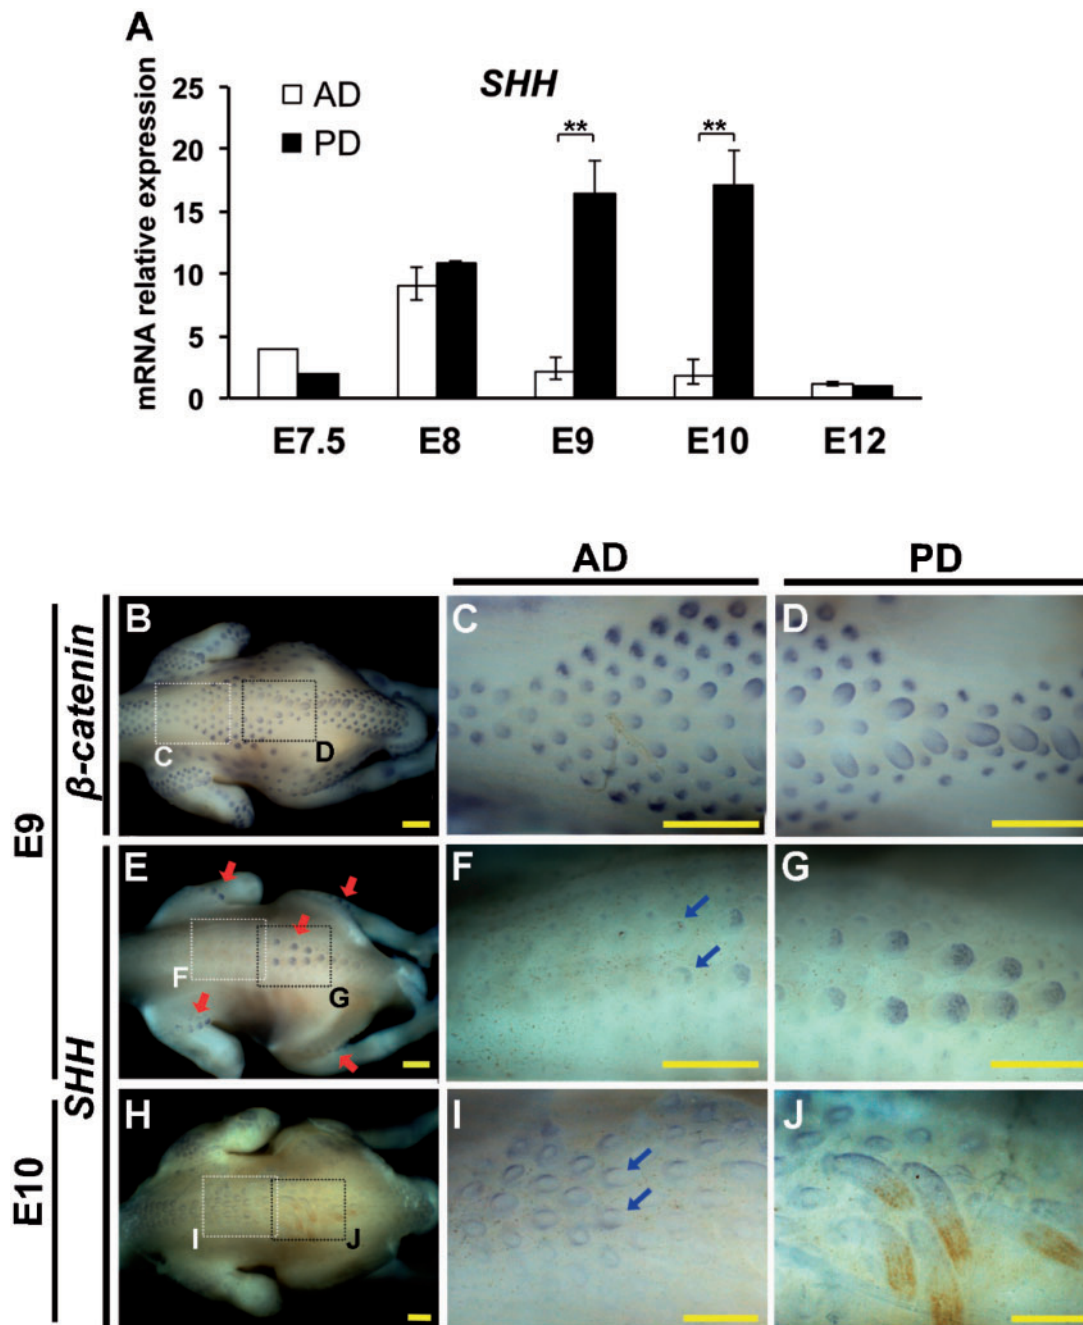 A
SHH
mRNA relative expression
25
20
15
10
5
0
AD
PD
**
**
E7.5 E8 E9 E10 E12
AD PD
E9
E10
β-catenin
SHH
B
C
D
C
D
E
F
G
F
G
H
I
J
I
J